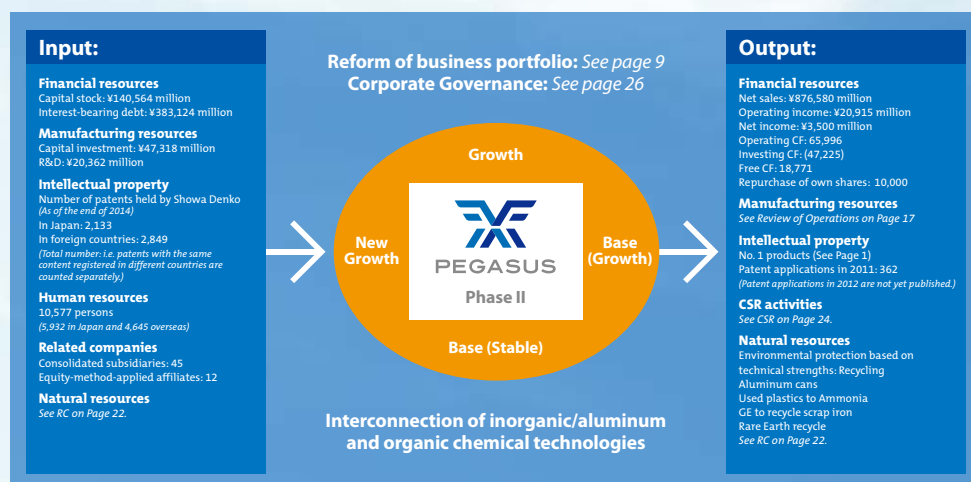 Input:
Financial resources
Capital stock: ¥140,564 million
Interest-bearing debt: ¥383,124 million
Manufacturing resources
Capital investment: ¥47,318 million
R&D: ¥20,362 million
Intellectual property
Number of patents held by Showa Denko
(As of the end of 2014)
In Japan: 2,133
In foreign countries: 2,849
(Total number: i.e. patents with the same
content registered in different countries are
counted separately.)
Human resources
10,577 persons
(5,932 in Japan and 4,645 overseas)
Related companies
Consolidated subsidiaries: 45
Equity-method-applied affiliates: 12
Natural resources
See RC on Page 22.
Reform of business portfolio: See page 9
Corporate Governance: See page 26
Growth
New
Growth
PEGASUS
Phase II
Base
(Growth)
Base (Stable)
Interconnection of inorganic/aluminum
and organic chemical technologies
Output:
Financial resources
Net sales: ¥876,580 million
Operating income: ¥20,915 million
Net income: ¥3,500 million
Operating CF: 65,996
Investing CF: (47,225)
Free CF: 18,771
Repurchase of own shares: 10,000
Manufacturing resources
See Review of Operations on Page 17
Intellectual property
No. 1 products (See Page 1)
Patent applications in 2011: 362
(Patent applications in 2012 are not yet published.)
CSR activities
See CSR on Page 24.
Natural resources
Environmental protection based on
technical strengths: Recycling
Aluminum cans
Used plastics to Ammonia
GE to recycle scrap iron
Rare Earth recycle
See RC on Page 22.